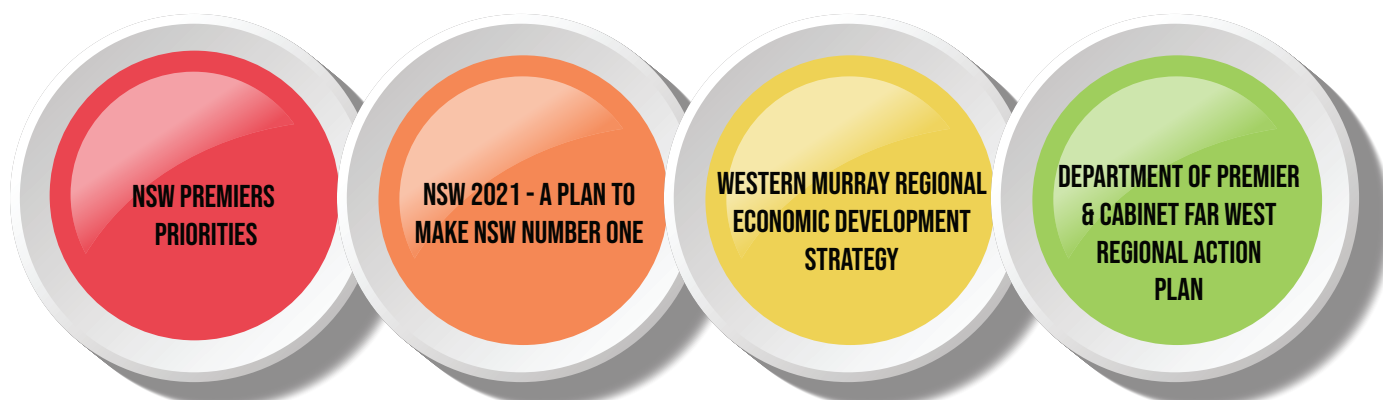 NSW PREMIERS
PRIORITIES
NSW 2021 - A PLAN TO
MAKE NSW NUMBER ONE
WESTERN MURRAY REGIONAL
ECONOMIC DEVELOPMENT
STRATEGY
DEPARTMENT OF PREMIER
& CABINET FAR WEST
REGIONAL ACTION
PLAN